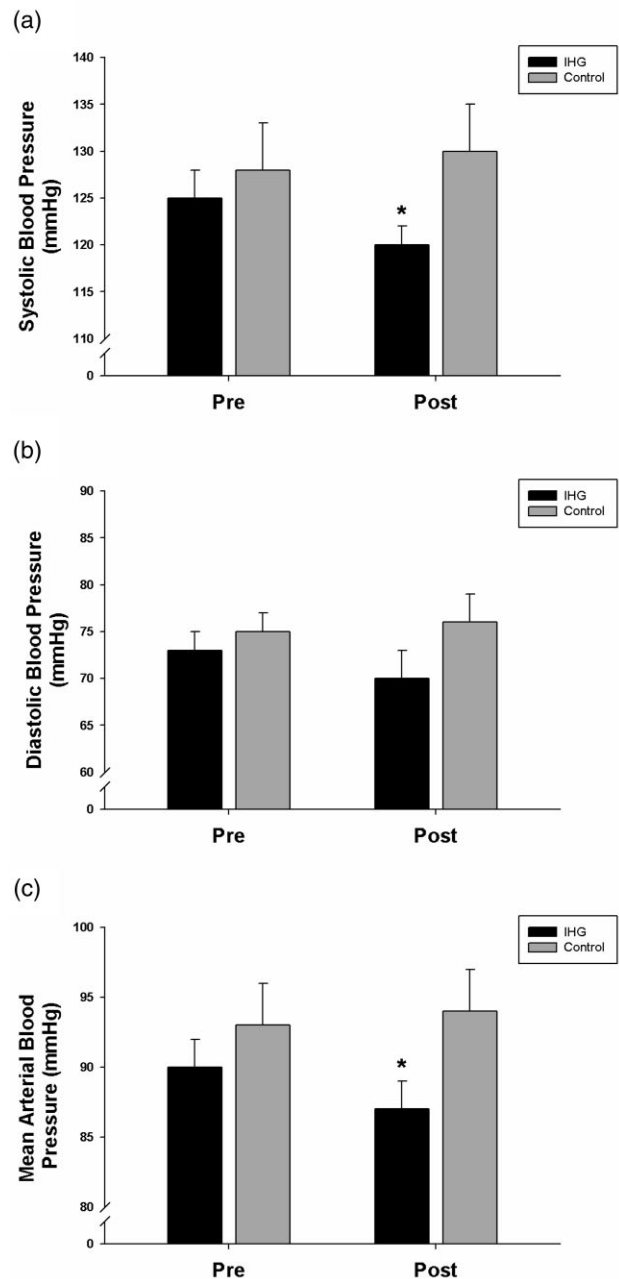 (a)
Systolic Blood Pressure
(mmHg)
140
135
130
125
120
115
110
0
IHG
Control
*
Pre Post
(b)
Diastolic Blood Pressure
(mmHg)
90
85
80
75
70
65
60
0
IHG
Control
Pre Post
(c)
Mean Arterial Blood
Pressure (mmHg)
100
95
90
85
80
0
IHG
Control
*
Pre Post